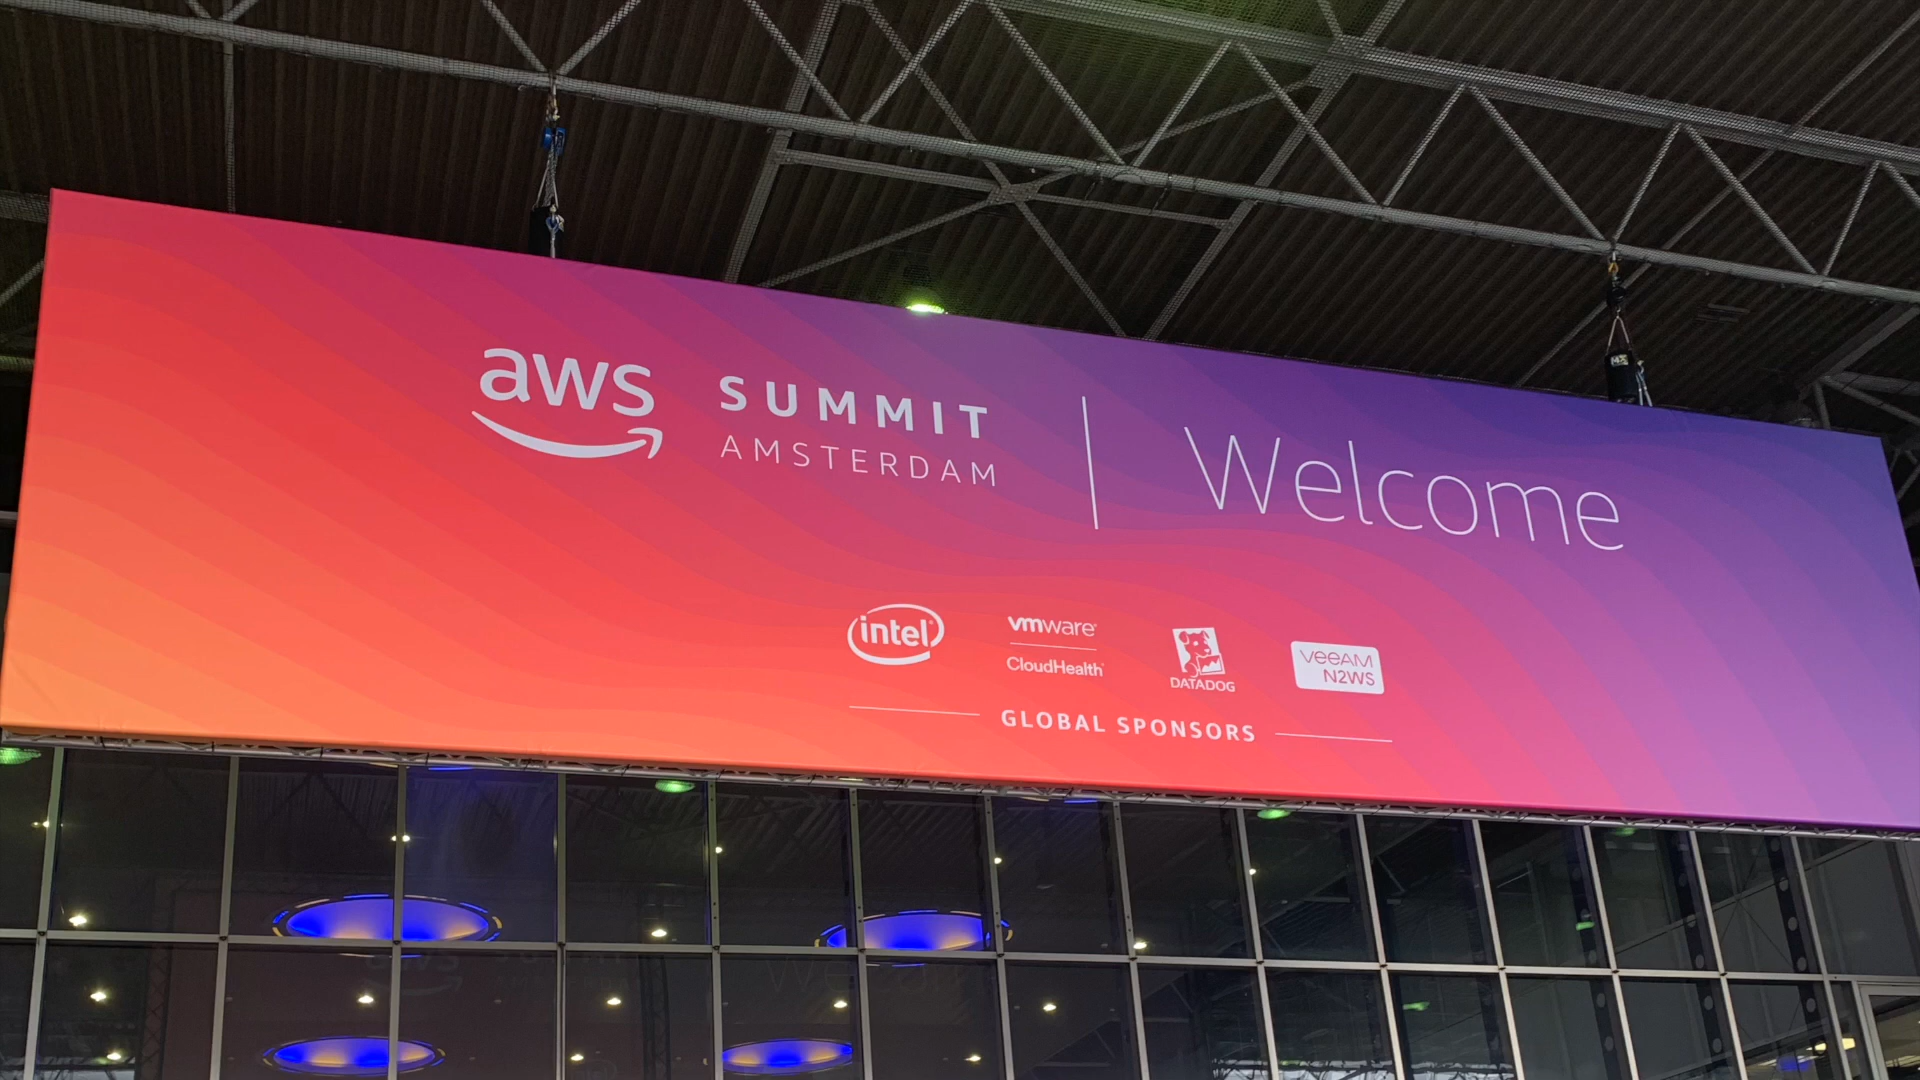 aws SUMMIT
AMSTERDAM
Welcome
intel
vmware
CloudHealth
DATADOG
VEEAM
N2WS
GLOBAL SPONSORS